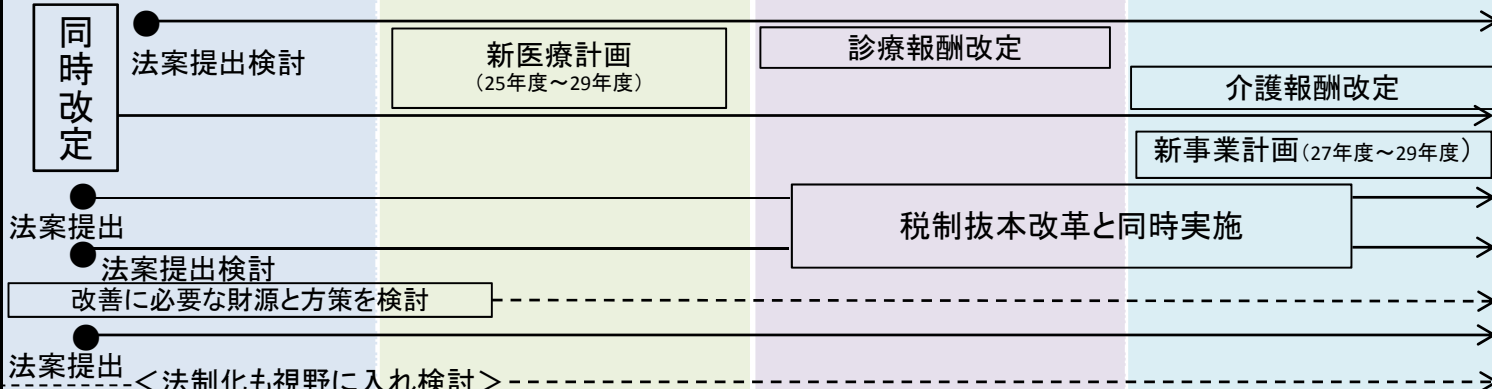 同時改定
法案提出検討
新医療計画
（25年度～29年度）
診療報酬改定
介護報酬改定
新事業計画（27年度～29年度）
法案提出
税制抜本改革と同時実施
法案提出検討
改善に必要な財源と方策を検討
法案提出
＜法制化も視野に入れ検討＞